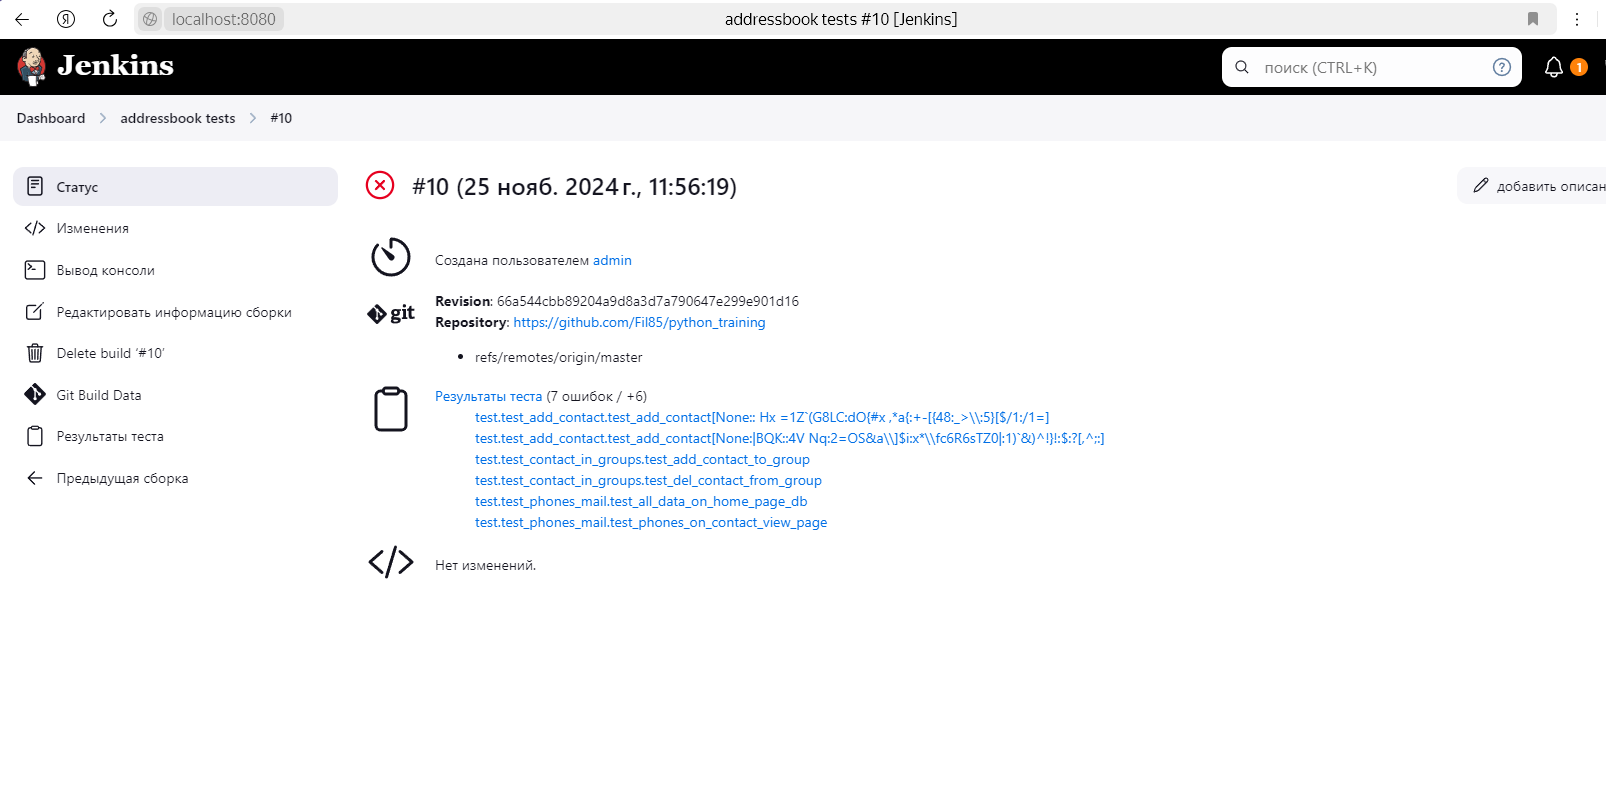 localhost:8080
addressbook tests #10 [Jenkins]
Jenkins
поиск (CTRL+K)
?
1
Dashboard
addressbook tests
#10
Статус
Изменения
Вывод консоли
Редактировать информацию сборки
Delete build ‘#10’
Git Build Data
Результаты теста
Предыдущая сборка
#10 (25 нояб. 2024 г., 11:56:19)
добавить описан
Создана пользователем admin
git
Revision: 66a544cbb89204a9d8a3d7a790647e299e901d16
Repository: https://github.com/Fil85/python_training
refs/remotes/origin/master
Результаты теста (7 ошибок / +6)
test.test_add_contact.test_add_contact[None:: Hx =1Z`(G8LC:dO{#x ,*a{:+-[{48:_>\\:5}[$/1:/1=]
test.test_add_contact.test_add_contact[None:|BQK::4V Nq:2=OS&a\\]$i:x*\\fc6R6sTZ0|:1)`&)^!}!:$:?[,^;:]
test.test_contact_in_groups.test_add_contact_to_group
test.test_contact_in_groups.test_del_contact_from_group
test.test_phones_mail.test_all_data_on_home_page_db
test.test_phones_mail.test_phones_on_contact_view_page
Нет изменений.